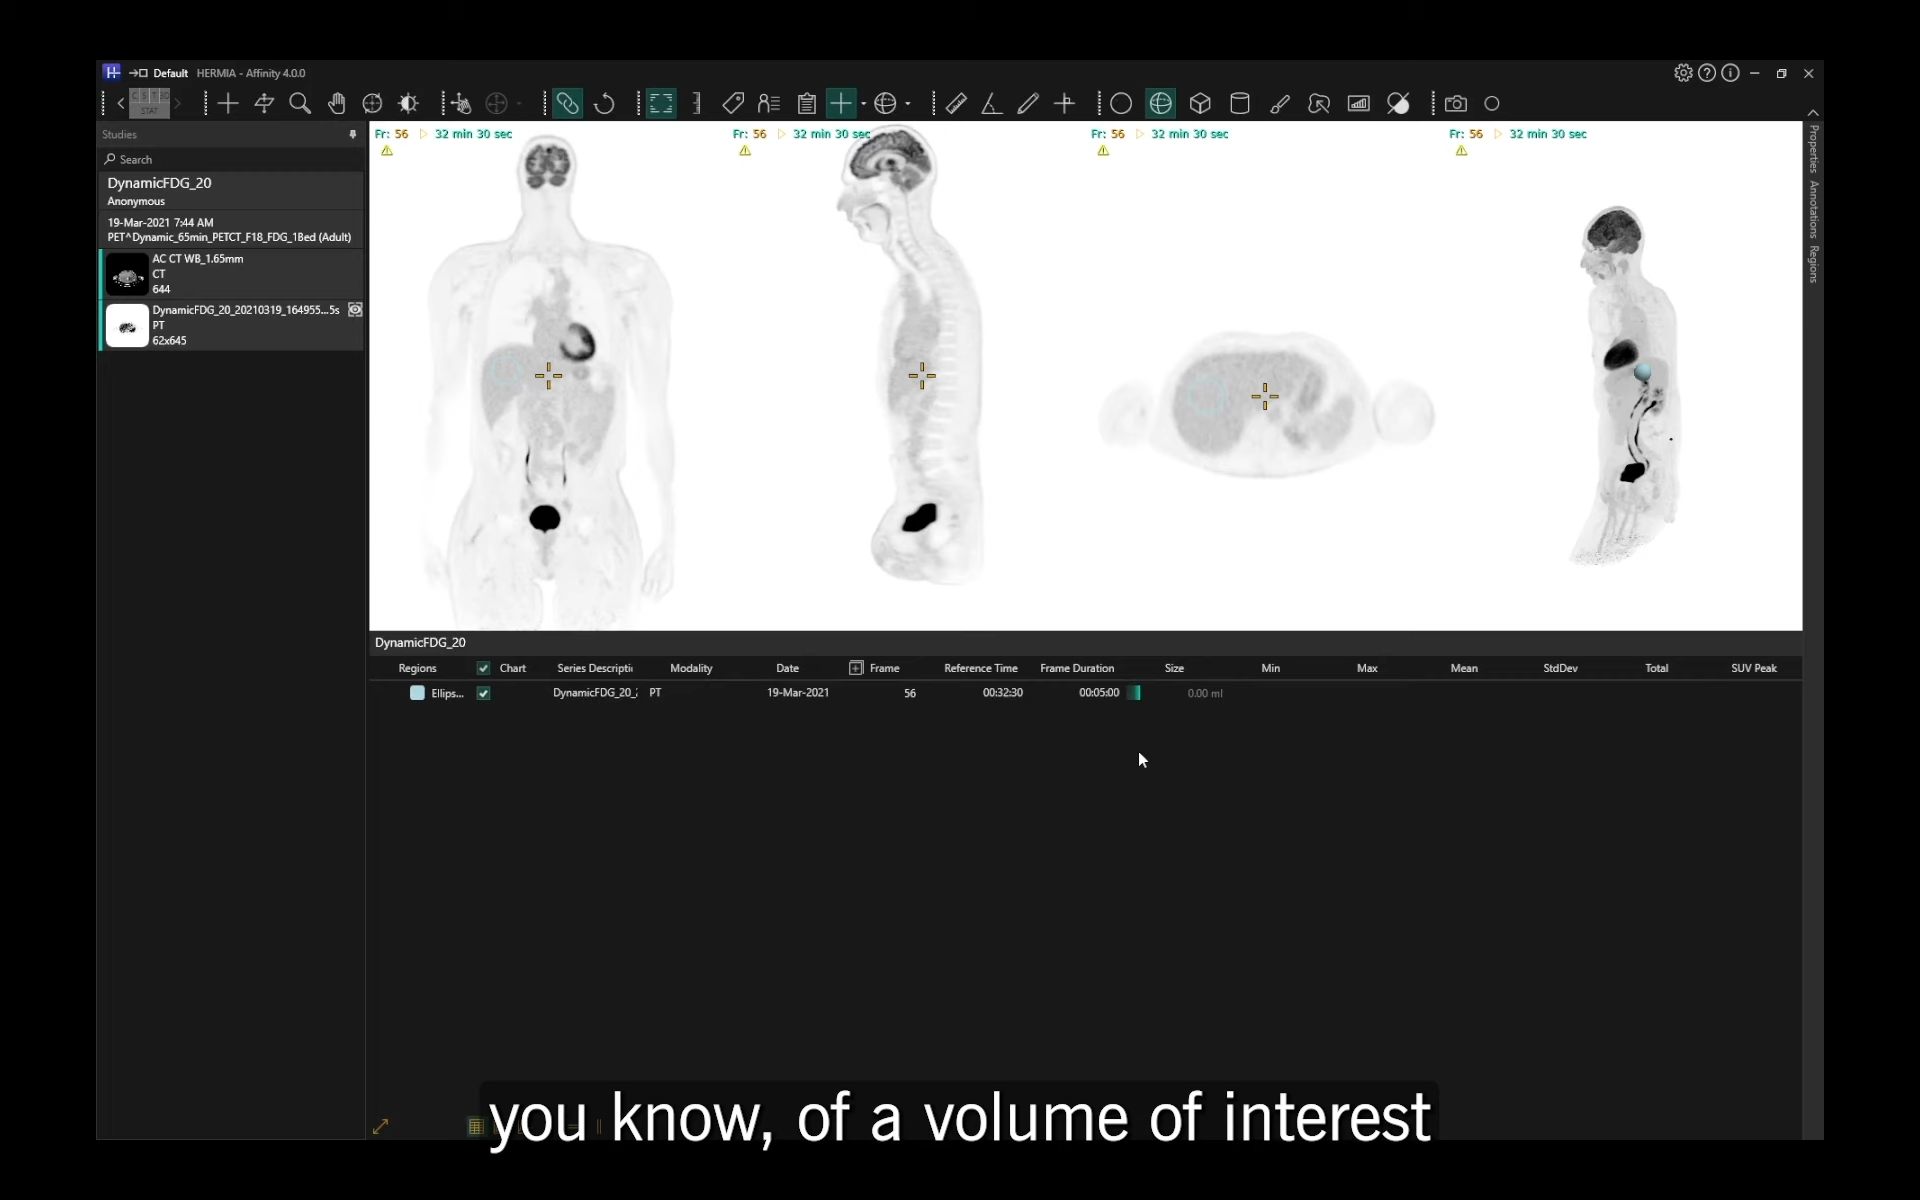 Default HERMIA - Affinity 4.0.0
STAT
Studies
Search
DynamicFDG_20
Anonymous
19-Mar-2021 7:44 AM
PET^Dynamic_65min_PETCT_F18_FDG_1Bed (Adult)
AC CT WB_1.65mm
CT
644
DynamicFDG_20_20210319_164955...5s
PT
62x645
Fr: 56 32 min 30 sec
Fr: 56 32 min 30 sec
Fr: 56 32 min 30 sec
Fr: 56 32 min 30 sec
Properties Annotations Regions
DynamicFDG_20
Regions Chart Series Descripti Modality Date Frame Reference Time Frame Duration Size Min Max Mean StdDev Total SUV Peak
Ellips... DynamicFDG_20_ PT 19-Mar-2021 56 00:32:30 00:05:00 0.00 ml
you know, of a volume of interest